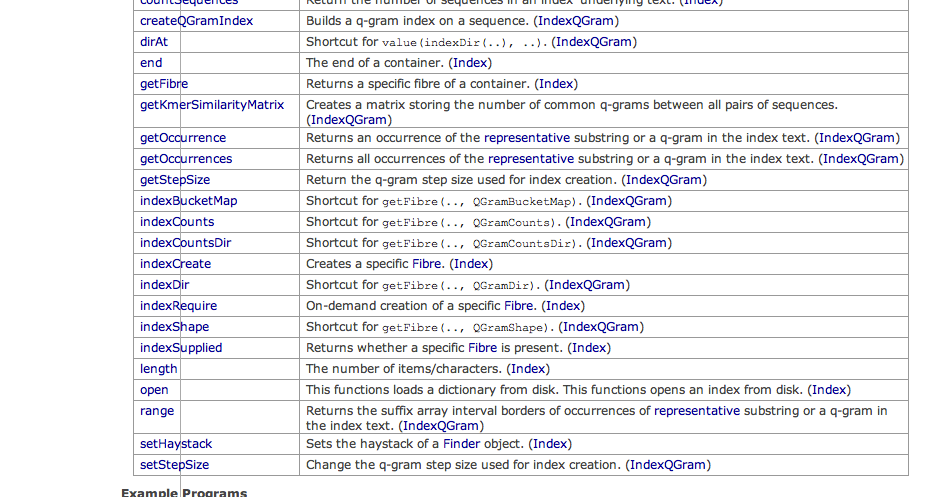 countSequences Return the number of sequences in an index' underlying text. (Index)
createQGramIndex Builds a q-gram index on a sequence. (IndexQGram)
dirAt Shortcut for value(indexDir(..), ..). (IndexQGram)
end The end of a container. (Index)
getFibre Returns a specific fibre of a container. (Index)
getKmerSimilarityMatrix Creates a matrix storing the number of common q-grams between all pairs of sequences.
(IndexQGram)
getOccurrence Returns an occurrence of the representative substring or a q-gram in the index text. (IndexQGram)
getOccurrences Returns all occurrences of the representative substring or a q-gram in the index text. (IndexQGram)
getStepSize Return the q-gram step size used for index creation. (IndexQGram)
indexBucketMap Shortcut for getFibre(.., QGramBucketMap). (IndexQGram)
indexCounts Shortcut for getFibre(.., QGramCounts). (IndexQGram)
indexCountsDir Shortcut for getFibre(.., QGramCountsDir). (IndexQGram)
indexCreate Creates a specific Fibre. (Index)
indexDir Shortcut for getFibre(.., QGramDir). (IndexQGram)
indexRequire On-demand creation of a specific Fibre. (Index)
indexShape Shortcut for getFibre(.., QGramShape). (IndexQGram)
indexSupplied Returns whether a specific Fibre is present. (Index)
length The number of items/characters. (Index)
open This functions loads a dictionary from disk. This functions opens an index from disk. (Index)
range Returns the suffix array interval borders of occurrences of representative substring or a q-gram in
the index text. (IndexQGram)
setHaystack Sets the haystack of a Finder object. (Index)
setStepSize Change the q-gram step size used for index creation. (IndexQGram)
Example Programs